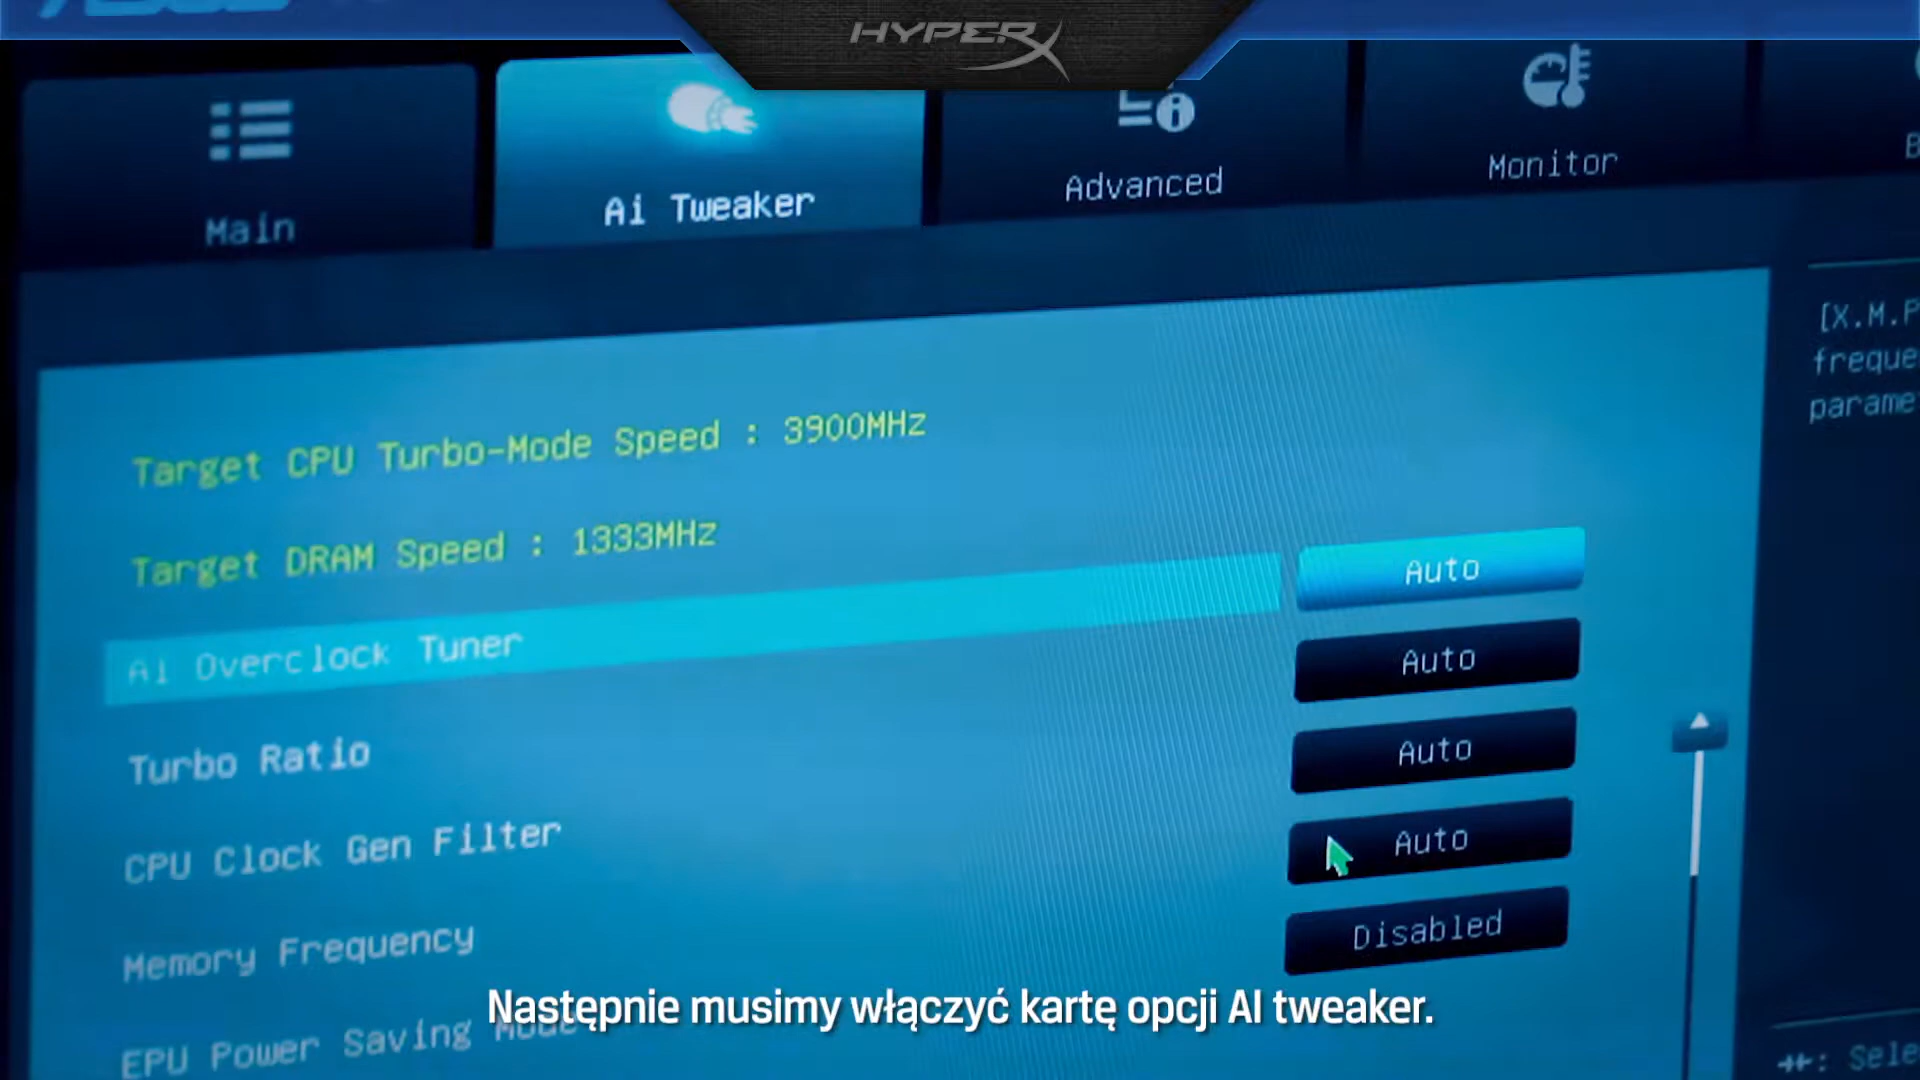 HYPERX
Main
Ai Tweaker
Advanced
Monitor
[X.M.P
freque
parame
Target CPU Turbo-Mode Speed : 3900MHz
Target DRAM Speed : 1333MHz
Ai Overclock Tuner
Auto
Turbo Ratio
Auto
CPU Clock Gen Filter
Auto
Memory Frequency
Auto
EPU Power Saving Mode
Disabled
Następnie musimy włączyć kartę opcji AI tweaker.
→←: Sele